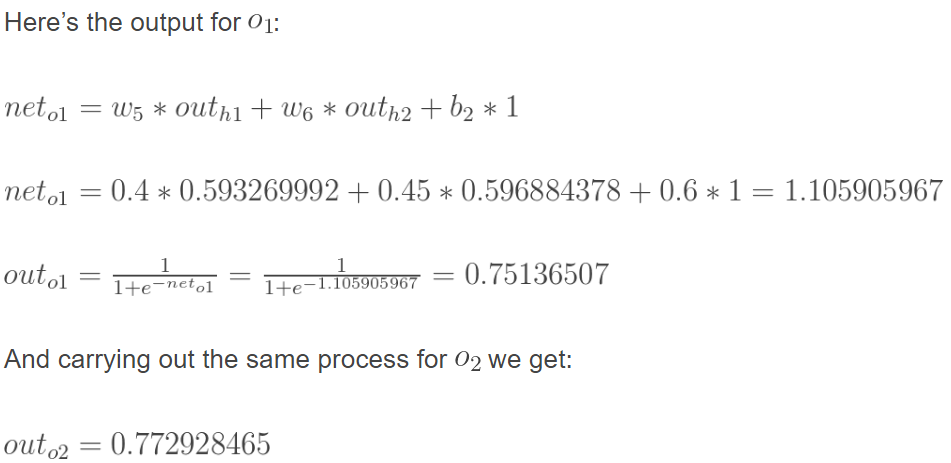 Here’s the output for o₁:
net_{o1} = w_5 * out_{h1} + w_6 * out_{h2} + b_2 * 1
net_{o1} = 0.4 * 0.593269992 + 0.45 * 0.596884378 + 0.6 * 1 = 1.105905967
out_{o1} = \frac{1}{1+e^{-net_{o1}}} = \frac{1}{1+e^{-1.105905967}} = 0.75136507
And carrying out the same process for o₂ we get:
out_{o2} = 0.772928465